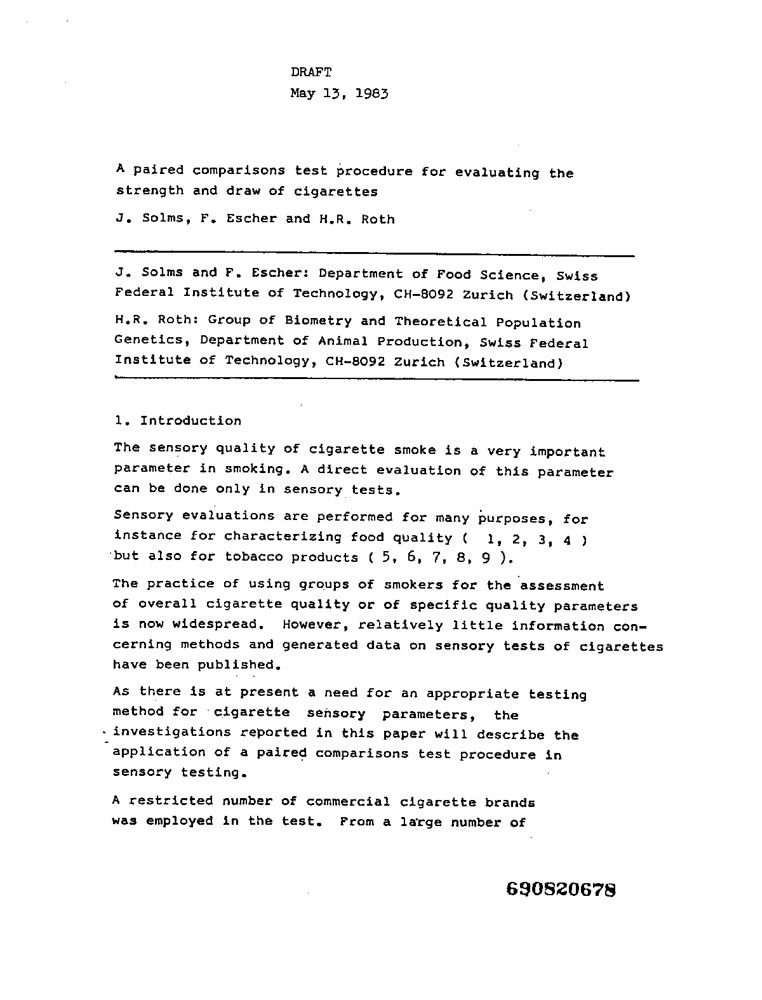 DRAFT
May 13, 1983
A paired comparisons test procedure for evaluating the
strength and draw of cigarettes
J. Solms, F. Escher and H.R. Roth
J. Solms and F. Escher: Department of Food Science, Swiss
Federal Institute of Technology, CH-8092 Zurich (Switzerland)
H.R. Roth: Group of Biometry and Theoretical Population
Genetics, Department of Animal Production, Swiss Federal
Institute of Technology, CH-8092 Zurich (Switzerland)
1. Introduction
The sensory quality of cigarette smoke is a very important
parameter in smoking. A direct evaluation of this parameter
can be done only in sensory tests.
Sensory evaluations are performed for many purposes, for
instance for characterizing food quality ( 1, 2, 3, 4 )
but also for tobacco products ( 5, 6, 7, 8, 9 ).
The practice of using groups of smokers for the assessment
of overall cigarette quality or of specific quality parameters
is now widespread. However, relatively little information con-
cerning methods and generated data on sensory tests of cigarettes
have been published.
As there is at present a need for an appropriate testing
method for cigarette sensory parameters, the
investigations reported in this paper will describe the
application of a paired comparisons test procedure in
sensory testing.
A restricted number of commercial cigarette brands
was employed in the test. From a large number of
690820678